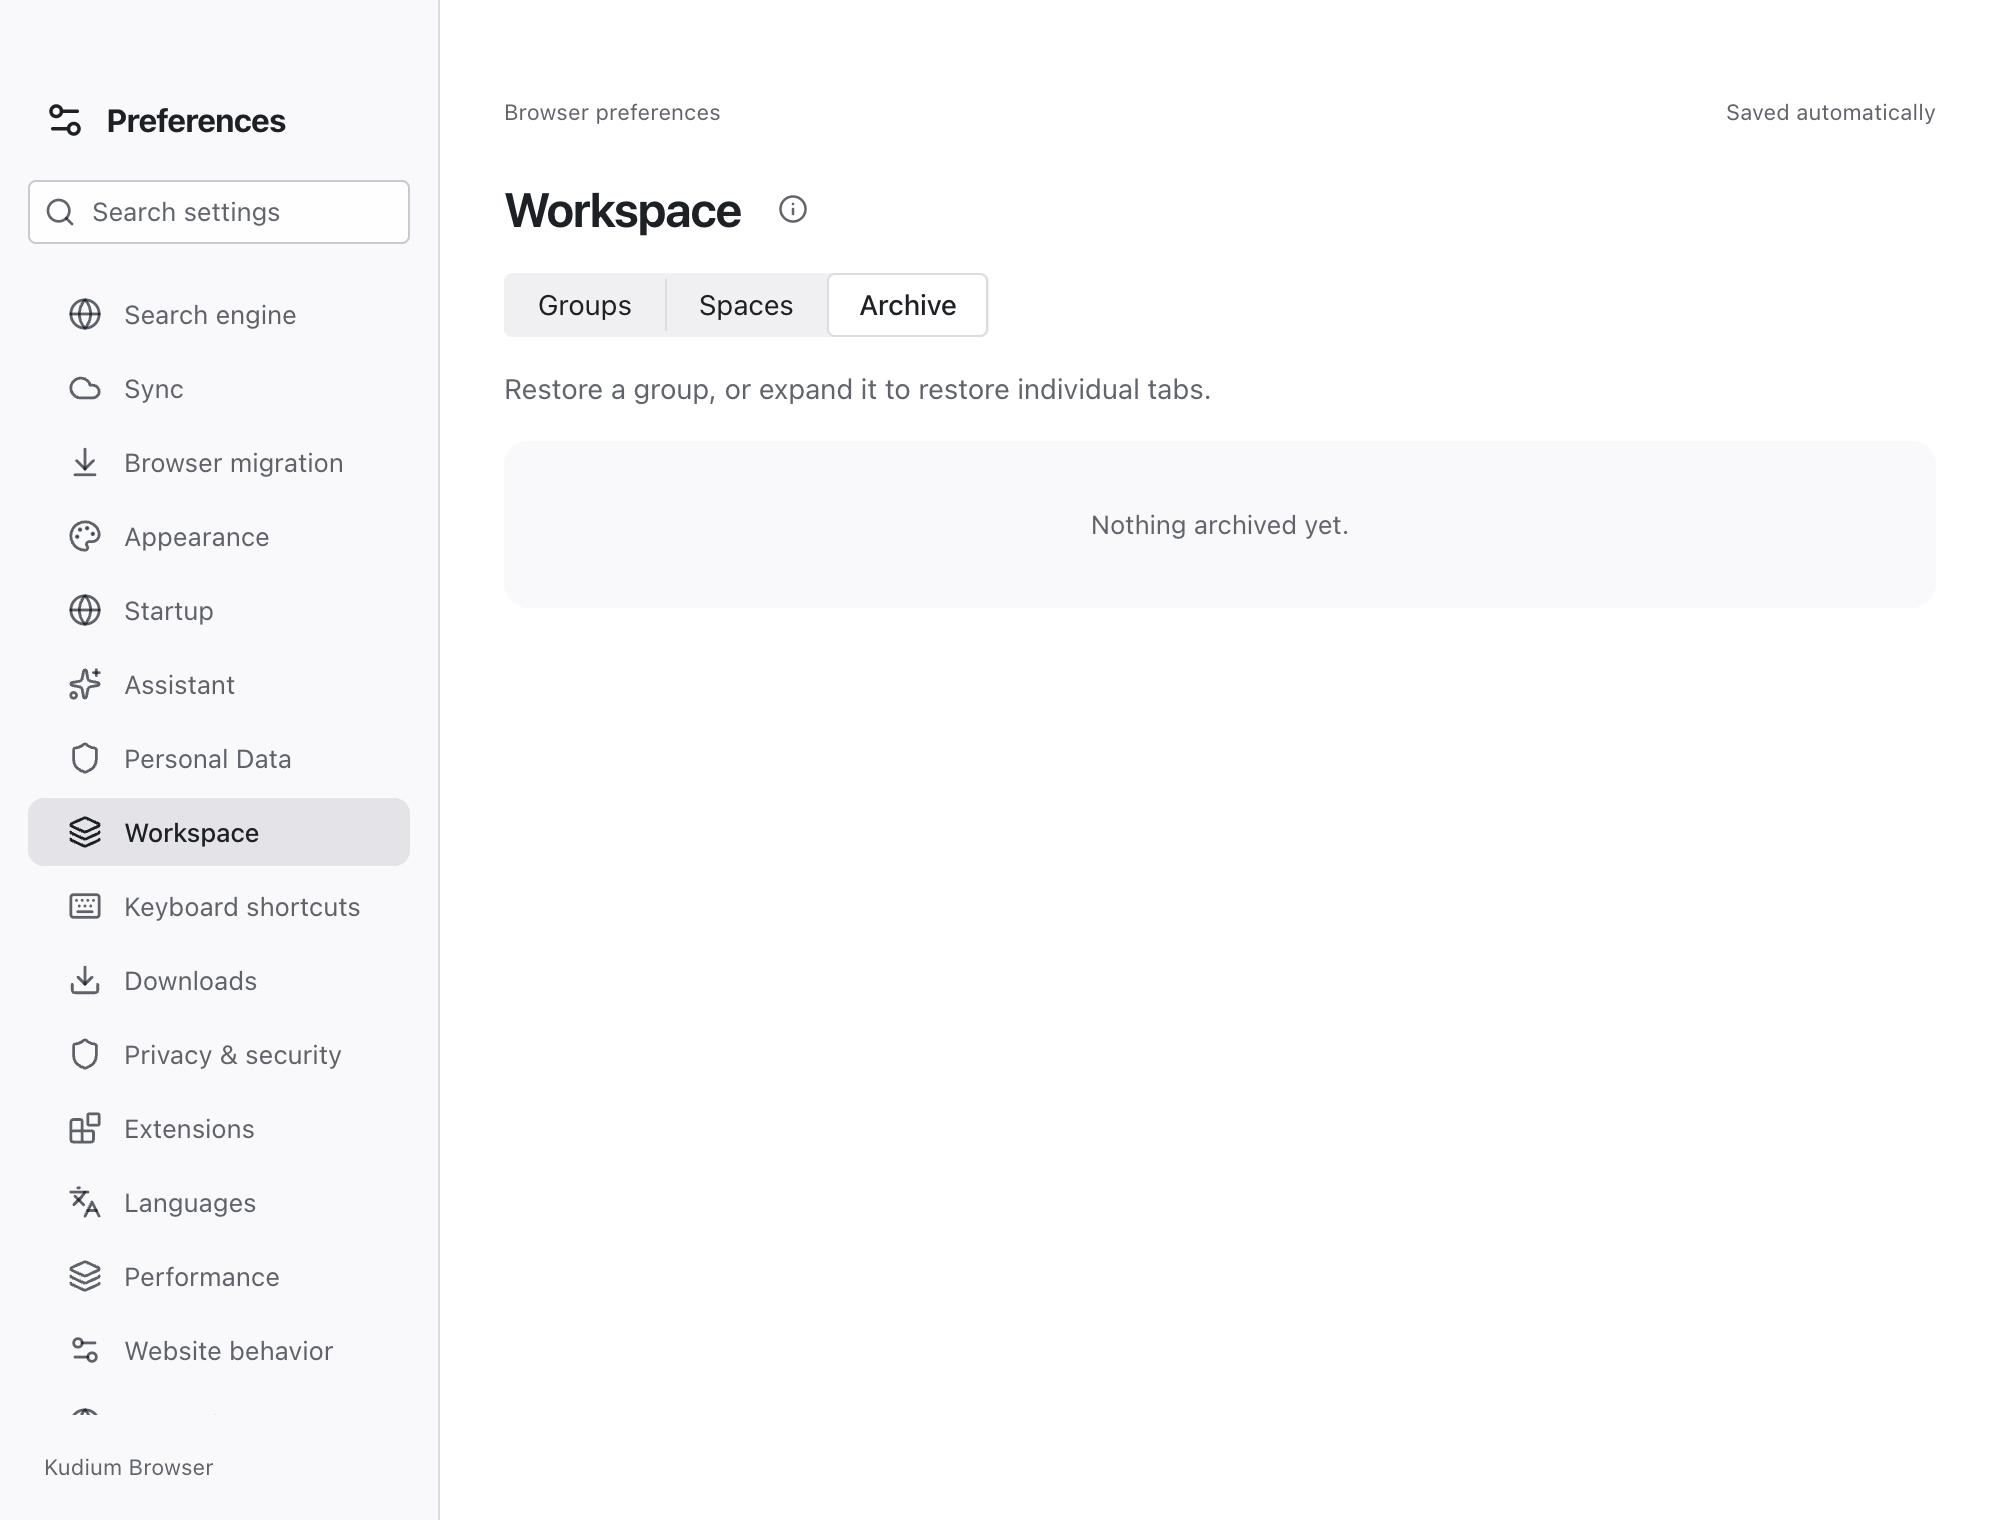 Preferences
Search settings
Search engine
Sync
Browser migration
Appearance
Startup
Assistant
Personal Data
Workspace
Keyboard shortcuts
Downloads
Privacy & security
Extensions
Languages
Performance
Website behavior
Kudium Browser
Browser preferences
Saved automatically
Workspace
Groups
Spaces
Archive
Restore a group, or expand it to restore individual tabs.
Nothing archived yet.